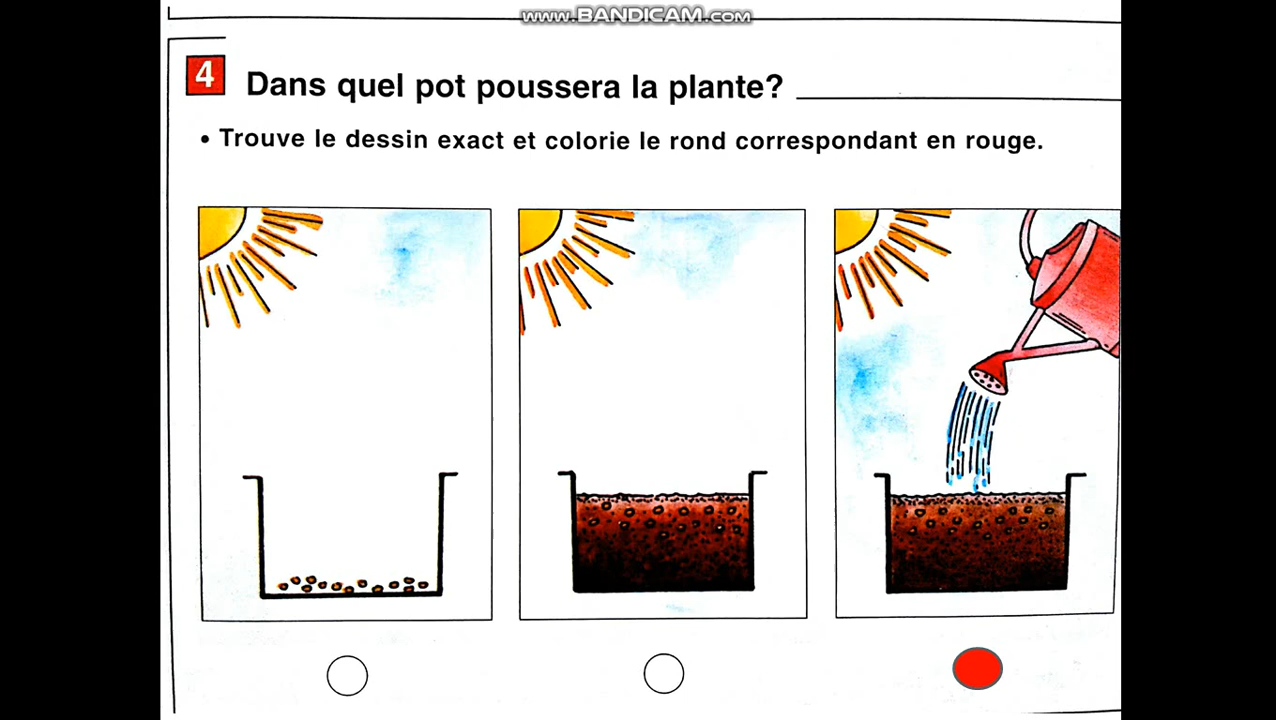 www.BANDICAM.com
4 Dans quel pot poussera la plante?
• Trouve le dessin exact et colorie le rond correspondant en rouge.